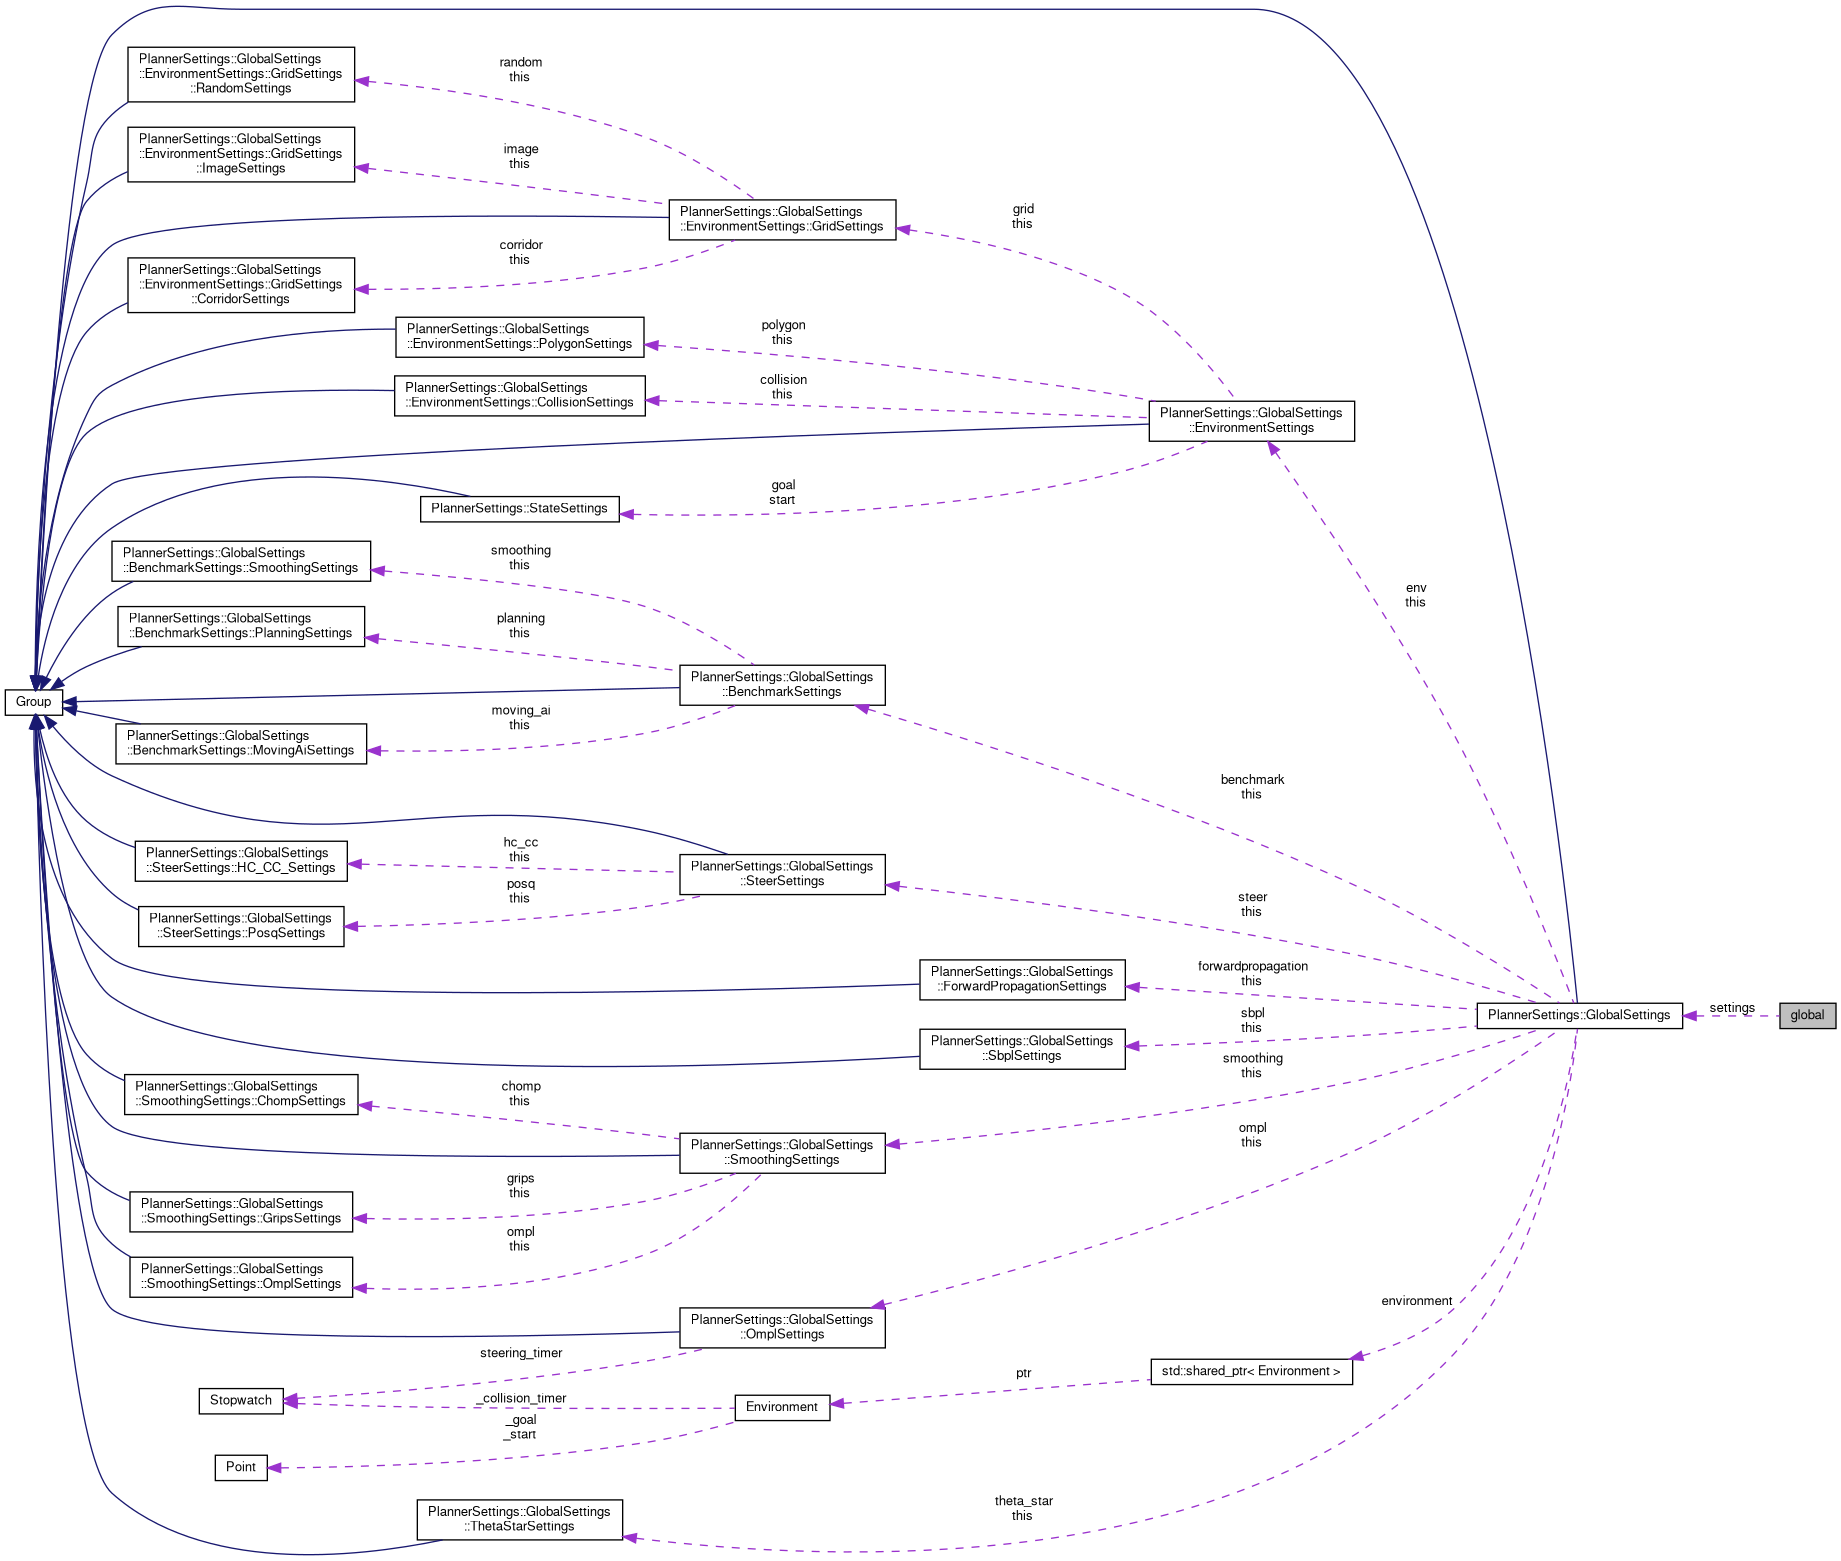 PlannerSettings::GlobalSettings
::EnvironmentSettings::GridSettings
::RandomSettings
random
this
PlannerSettings::GlobalSettings
::EnvironmentSettings::GridSettings
::ImageSettings
image
this
PlannerSettings::GlobalSettings
::EnvironmentSettings::GridSettings
grid
this
corridor
this
PlannerSettings::GlobalSettings
::EnvironmentSettings::GridSettings
::CorridorSettings
PlannerSettings::GlobalSettings
::EnvironmentSettings::PolygonSettings
polygon
this
PlannerSettings::GlobalSettings
::EnvironmentSettings::CollisionSettings
collision
this
PlannerSettings::GlobalSettings
::EnvironmentSettings
goal
start
PlannerSettings::StateSettings
PlannerSettings::GlobalSettings
::BenchmarkSettings::SmoothingSettings
smoothing
this
env
this
PlannerSettings::GlobalSettings
::BenchmarkSettings::PlanningSettings
planning
this
PlannerSettings::GlobalSettings
::BenchmarkSettings
Group
moving_ai
this
PlannerSettings::GlobalSettings
::BenchmarkSettings::MovingAiSettings
benchmark
this
PlannerSettings::GlobalSettings
::SteerSettings::HC_CC_Settings
hc_cc
this
PlannerSettings::GlobalSettings
::SteerSettings
posq
this
steer
this
PlannerSettings::GlobalSettings
::SteerSettings::PosqSettings
PlannerSettings::GlobalSettings
::ForwardPropagationSettings
forwardpropagation
this
PlannerSettings::GlobalSettings
settings
global
sbpl
this
PlannerSettings::GlobalSettings
::SbplSettings
smoothing
this
PlannerSettings::GlobalSettings
::SmoothingSettings::ChompSettings
chomp
this
PlannerSettings::GlobalSettings
::SmoothingSettings
ompl
this
grips
this
PlannerSettings::GlobalSettings
::SmoothingSettings::GripsSettings
ompl
this
PlannerSettings::GlobalSettings
::SmoothingSettings::OmplSettings
PlannerSettings::GlobalSettings
::OmplSettings
environment
steering_timer
std::shared_ptr< Environment >
ptr
Stopwatch
_collision_timer
Environment
_goal
_start
Point
PlannerSettings::GlobalSettings
::ThetaStarSettings
theta_star
this